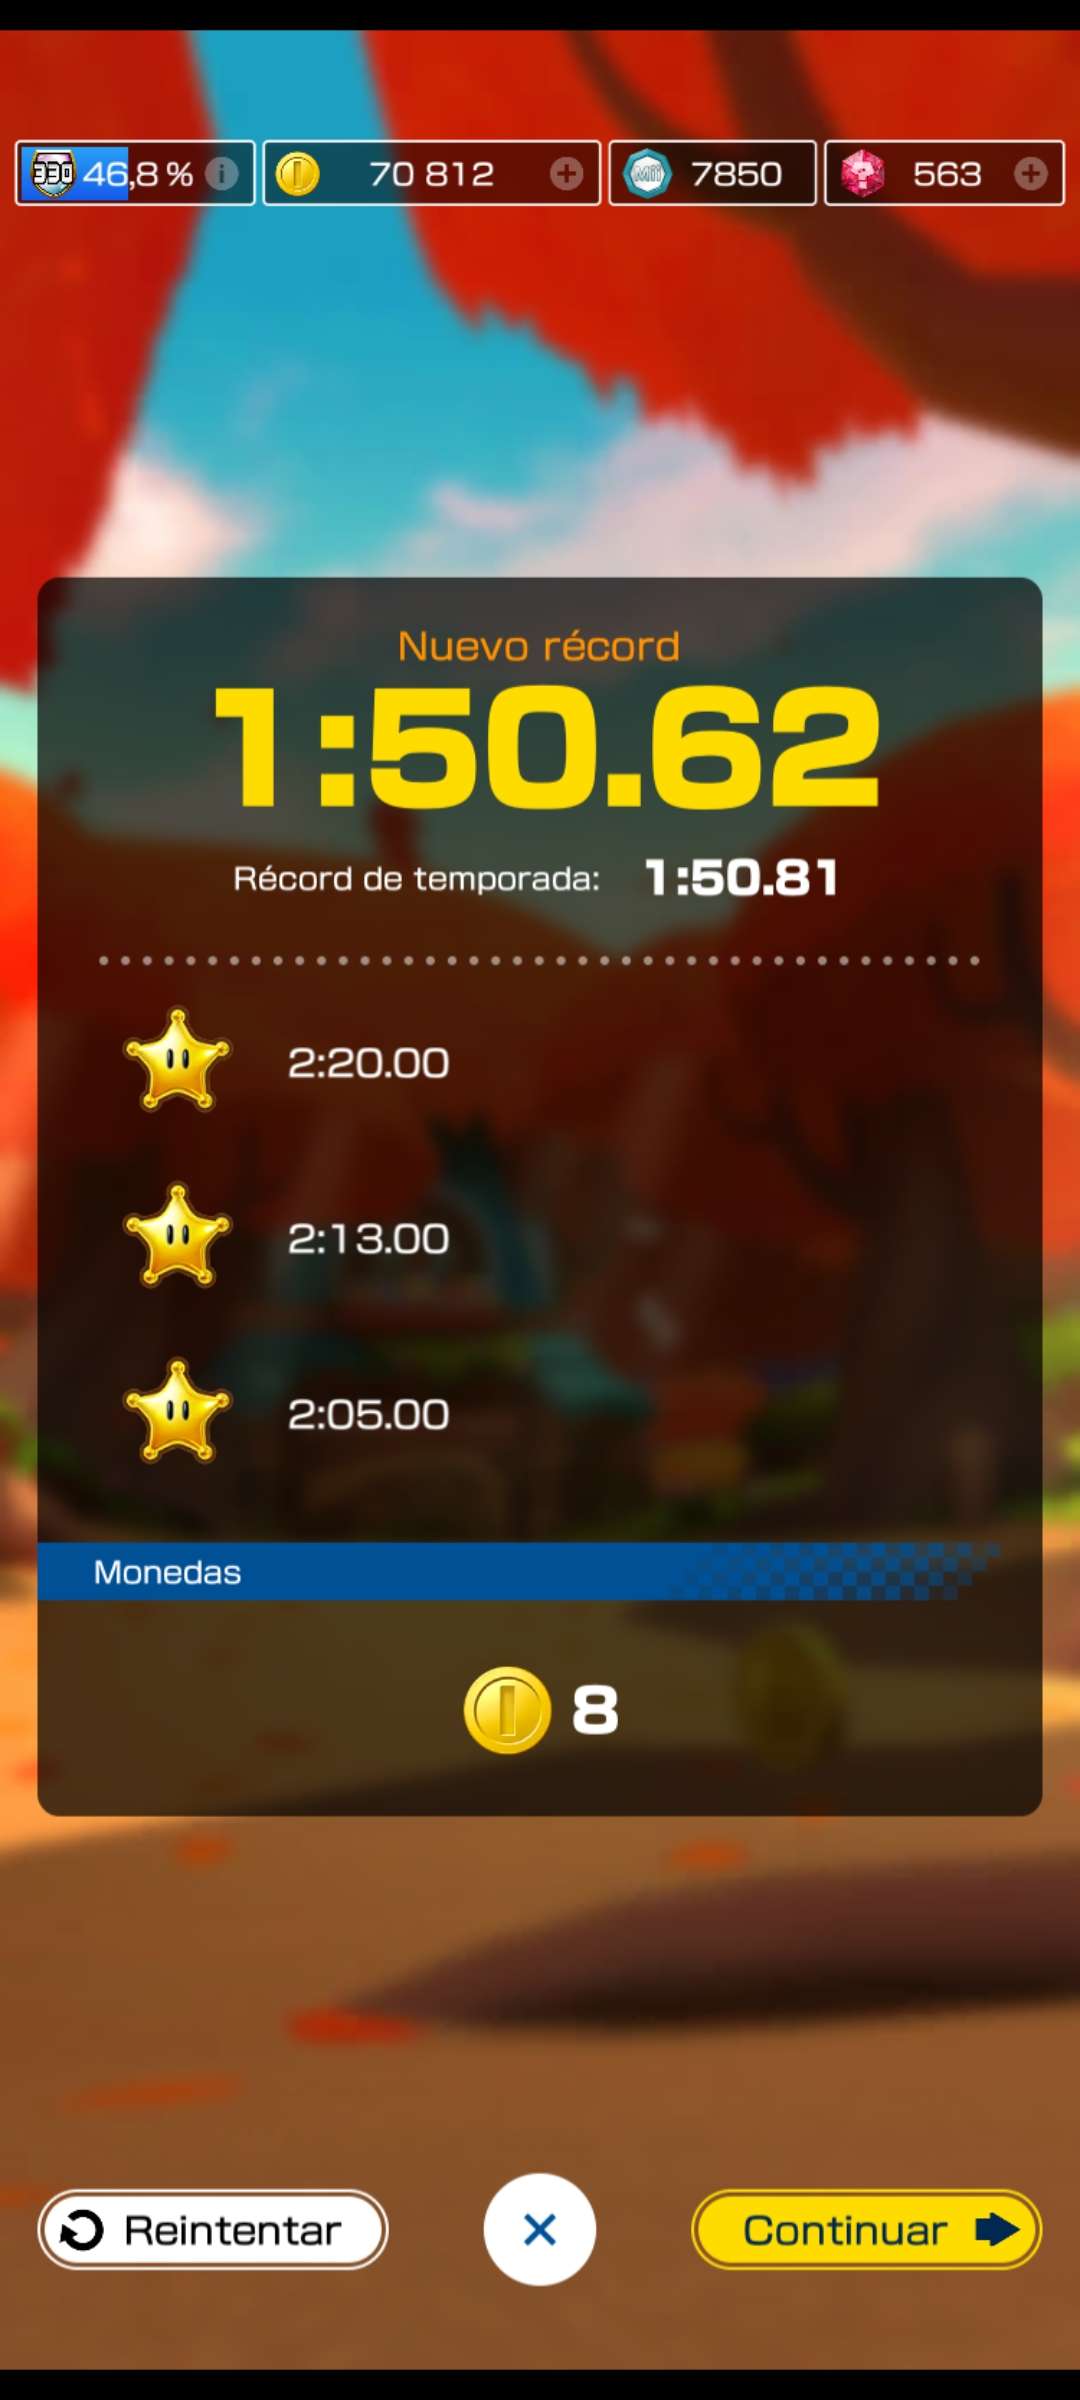 330 46,8 % i 70 812 + Mii 7850 ? 563 +
Nuevo récord
1:50.62
Récord de temporada: 1:50.81
2:20.00
2:13.00
2:05.00
Monedas
8
Reintentar × Continuar